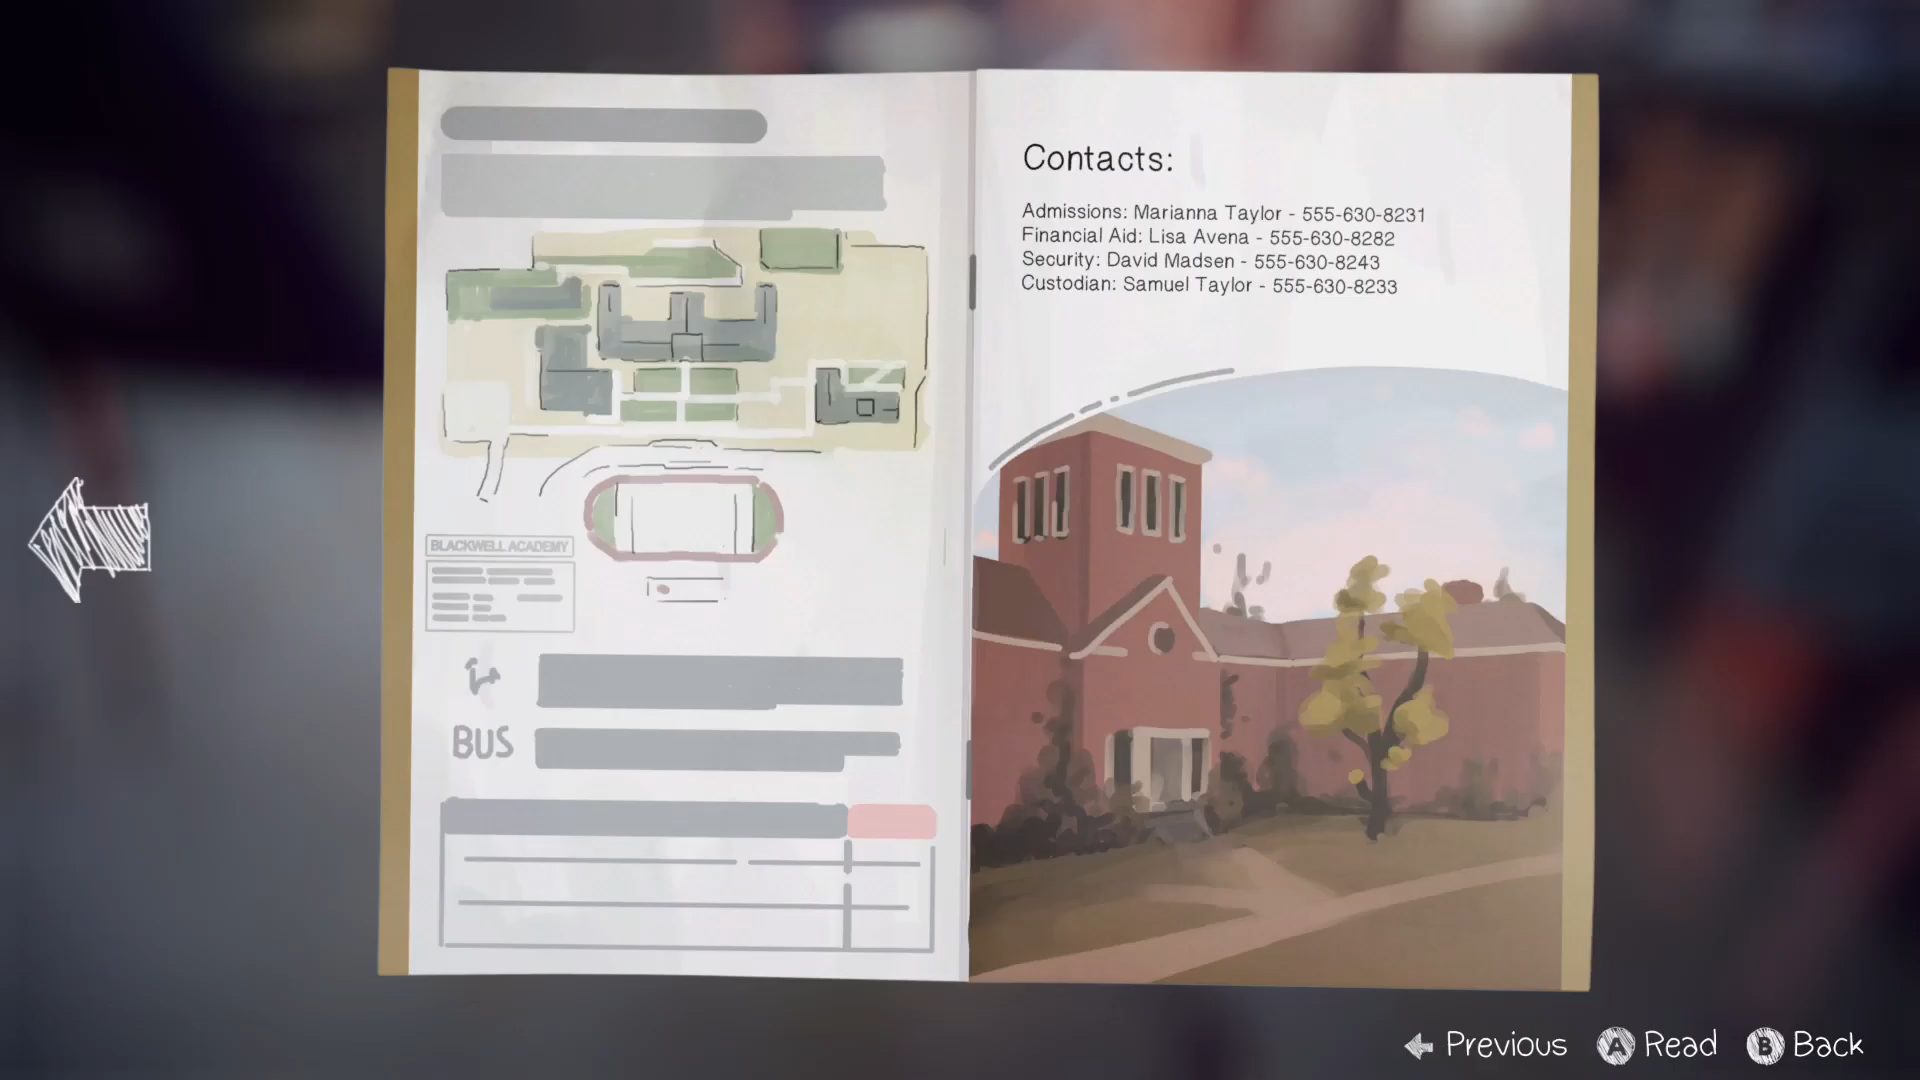 BLACKWELL ACADEMY
BUS
Contacts:
Admissions: Marianna Taylor - 555-630-8231
Financial Aid: Lisa Avena - 555-630-8282
Security: David Madsen - 555-630-8243
Custodian: Samuel Taylor - 555-630-8233
Previous A Read B Back